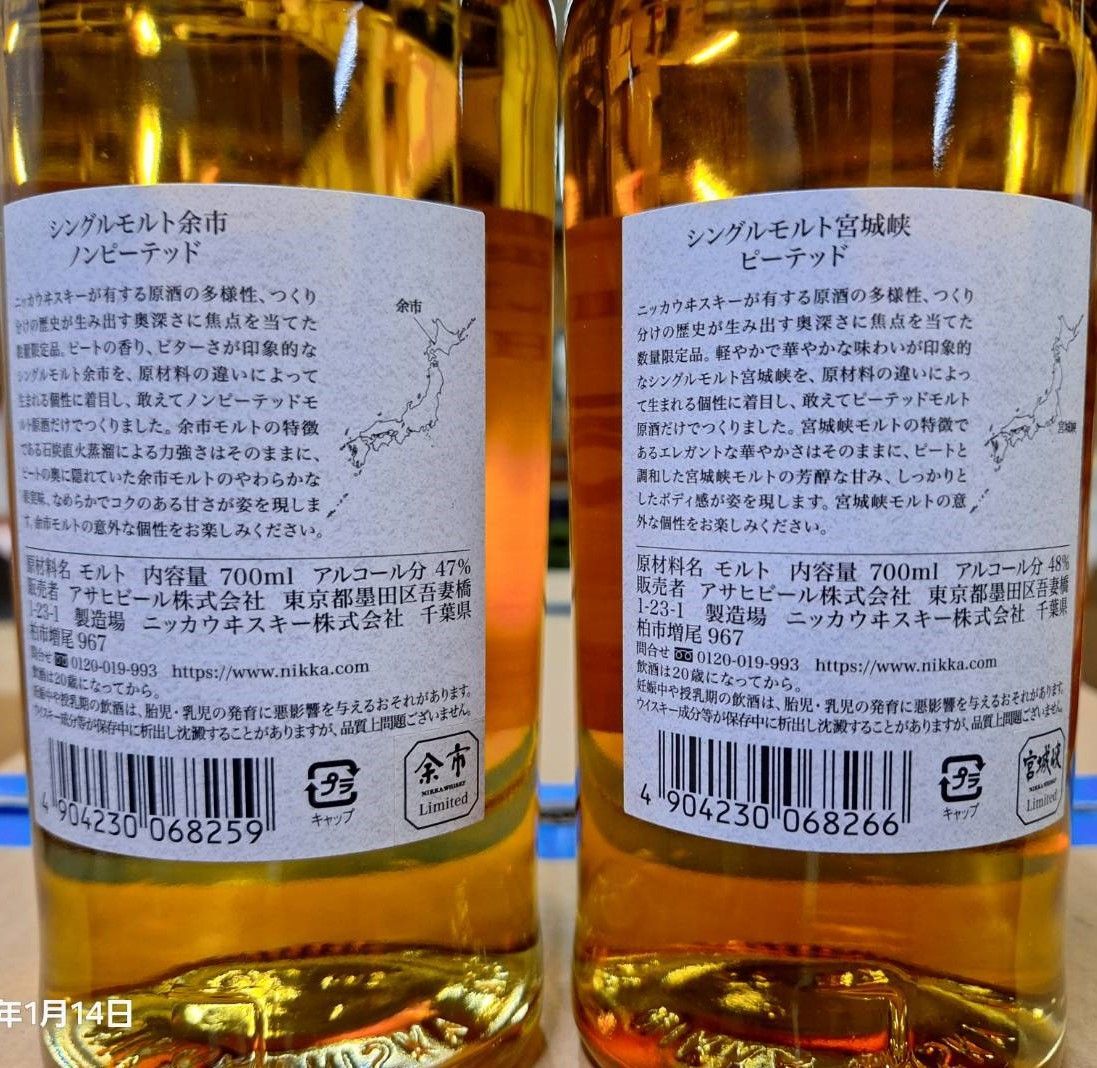 シングルモルト余市
ノンピーテッド
ニッカウヰスキーが有する原酒の多様性、つくり
分けの歴史が生み出す奥深さに焦点を当てた
数量限定品。ピートの香り、ビターさが印象的な
シングルモルト余市を、原材料の違いによって
生まれる個性に着目し、敢えてノンピーテッドモ
ルト原酒だけでつくりました。余市モルトの特徴
である石炭直火蒸溜による力強さはそのままに、
ピートの奥に隠れていた余市モルトのやわらかな
果実味、なめらかでコクのある甘さが姿を現しま
す。余市モルトの意外な個性をお楽しみください。
余市
原材料名 モルト 内容量 700ml アルコール分 47%
販売者 アサヒビール株式会社 東京都墨田区吾妻橋
1-23-1 製造場 ニッカウヰスキー株式会社 千葉県
柏市増尾 967
問合せ 0120-019-993 https://www.nikka.com
飲酒は20歳になってから。
妊娠中や授乳期の飲酒は、胎児・乳児の発育に悪影響を与えるおそれがあります。
ウイスキー成分等が保存中に析出し沈澱することがありますが、品質上問題ございません。
4 904230 068259
プラ
キャップ
余市
NIKKA WHISKY
Limited
シングルモルト宮城峡
ピーテッド
ニッカウヰスキーが有する原酒の多様性、つくり
分けの歴史が生み出す奥深さに焦点を当てた
数量限定品。軽やかで華やかな味わいが印象的
なシングルモルト宮城峡を、原材料の違いによっ
て生まれる個性に着目し、敢えてピーテッドモルト
原酒だけでつくりました。宮城峡モルトの特徴で
あるエレガントな華やかさはそのままに、ピートと
調和した宮城峡モルトの芳醇な甘み、しっかりと
したボディ感が姿を現します。宮城峡モルトの意
外な個性をお楽しみください。
宮城峡
原材料名 モルト 内容量 700ml アルコール分 48%
販売者 アサヒビール株式会社 東京都墨田区吾妻橋
1-23-1 製造場 ニッカウヰスキー株式会社 千葉県
柏市増尾 967
問合せ 0120-019-993 https://www.nikka.com
飲酒は20歳になってから。
妊娠中や授乳期の飲酒は、胎児・乳児の発育に悪影響を与えるおそれがあります。
ウイスキー成分等が保存中に析出し沈澱することがありますが、品質上問題ございません。
4 904230 068266
プラ
キャップ
宮城峡
NIKKA WHISKY
Limited
年1月14日